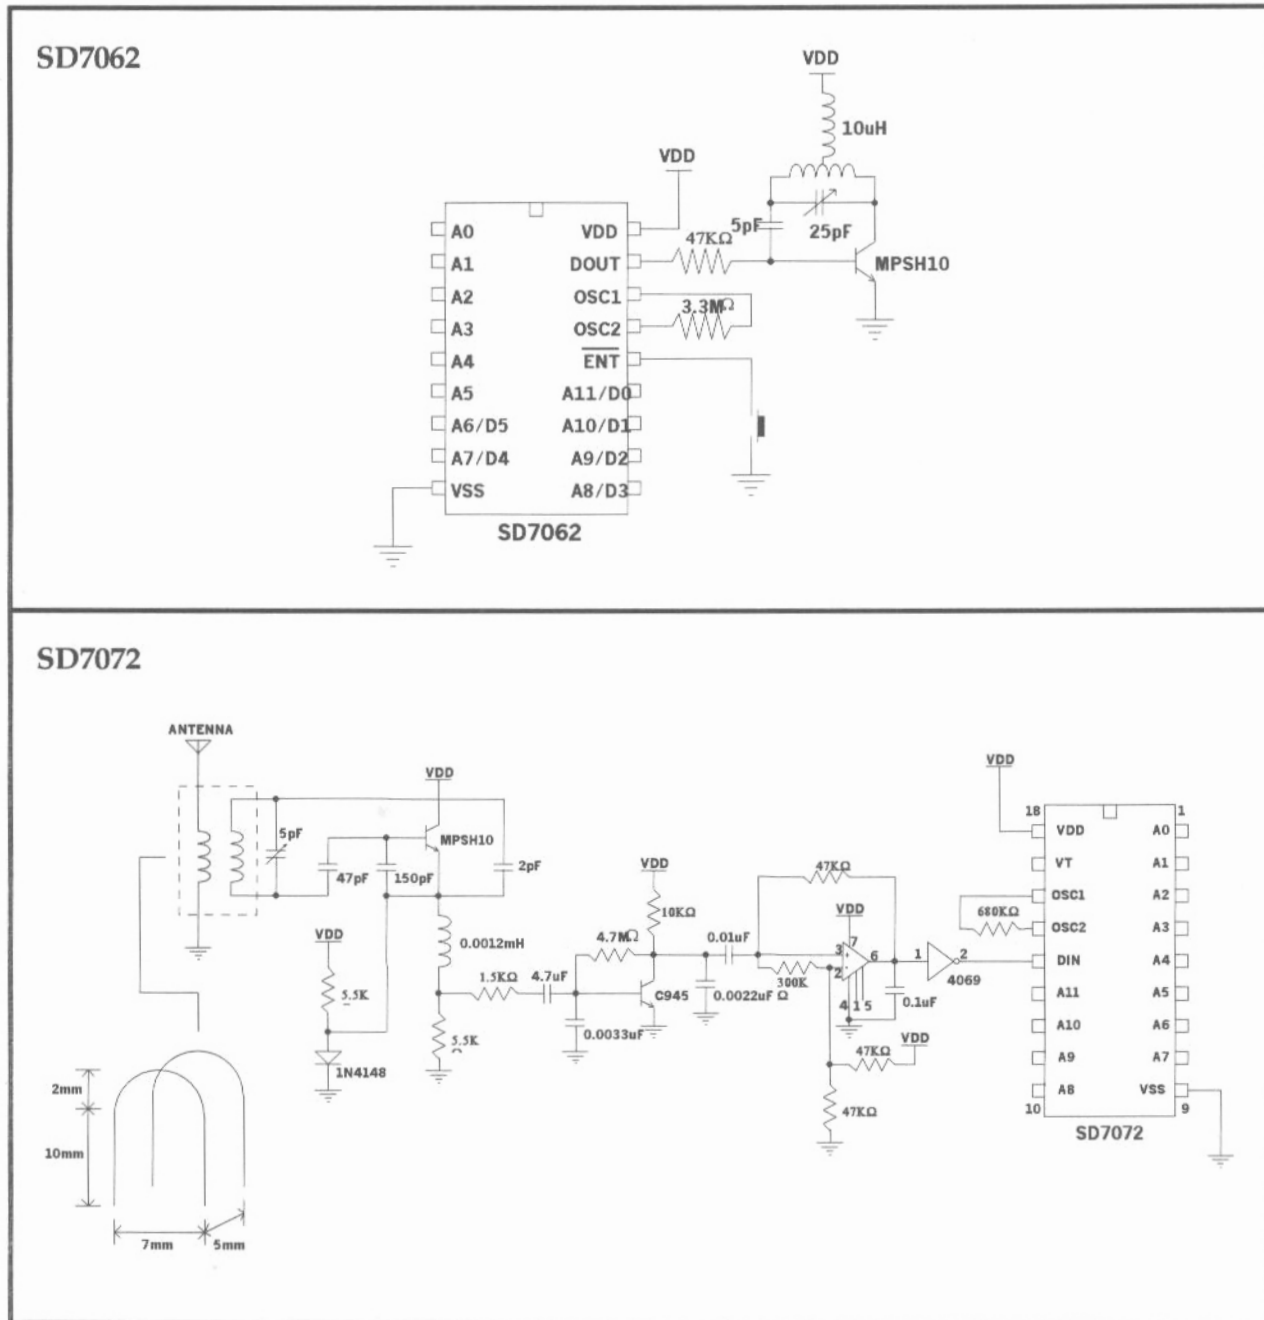 SD7062
VDD
10uH
VDD
5pF
25pF
47KΩ
MPSH10
3.3MΩ
A0 VDD
A1 DOUT
A2 OSC1
A3 OSC2
A4 ENT
A5 A11/D0
A6/D5 A10/D1
A7/D4 A9/D2
VSS A8/D3
SD7062
SD7072
ANTENNA
VDD
5pF
MPSH10
47pF
150pF
2pF
VDD
5.5K
1N4148
0.0012mH
1.5KΩ
4.7uF
5.5K
Ω
0.0033uF
4.7MΩ
VDD
10KΩ
C945
0.01uF
0.0022uF Ω
47KΩ
300K
VDD
7
3
+
2
-
6
4 1 5
0.1uF
1
2
4069
47KΩ
VDD
47KΩ
VDD
680KΩ
18 1
VDD A0
VT A1
OSC1 A2
OSC2 A3
DIN A4
A11 A5
A10 A6
A9 A7
A8 VSS
10 9
SD7072
2mm
10mm
7mm
5mm